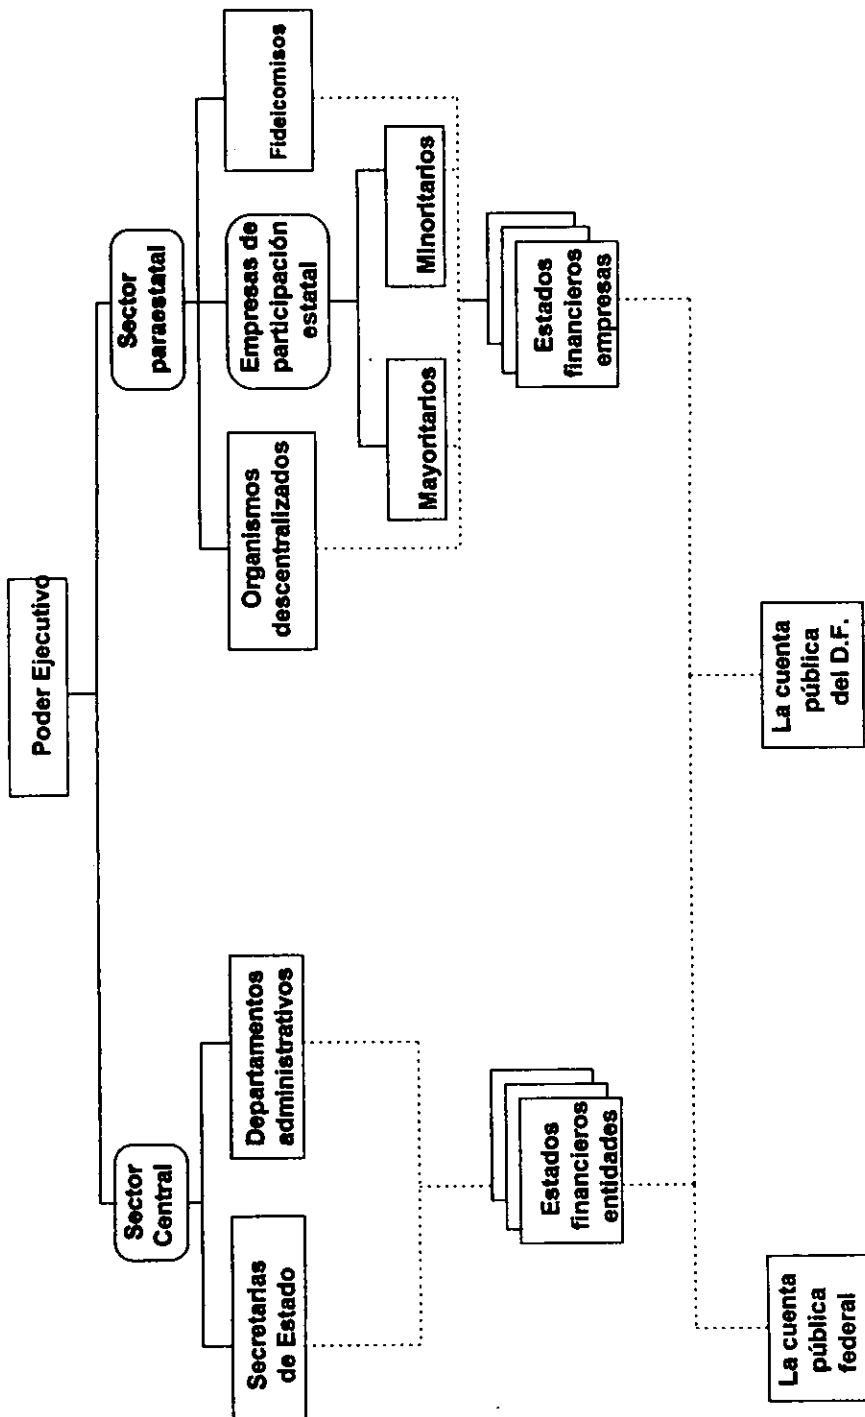 Poder Ejecutivo
Sector
Central
Sector
paraestatal
Secretarias
de Estado
Departamentos
administrativos
Organismos
descentralizados
Empresas de
participación
estatal
Fideicomisos
Mayoritarios
Minoritarios
Estados
financieros
entidades
Estados
financieros
empresas
La cuenta
pública
federal
La cuenta
pública
del D.F.